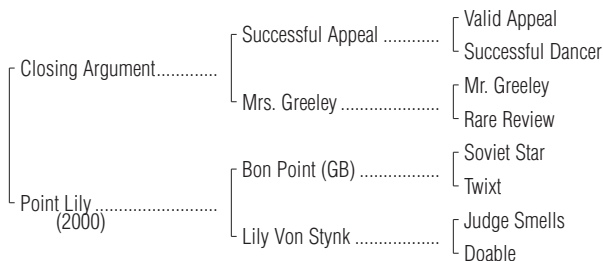 Valid Appeal
Successful Appeal ............
Successful Dancer
Closing Argument.............
Mr. Greeley
Mrs. Greeley .....................
Rare Review
Soviet Star
Bon Point (GB) .................
Twixt
Point Lily ..........................
(2000)
Judge Smells
Lily Von Stynk ..................
Doable